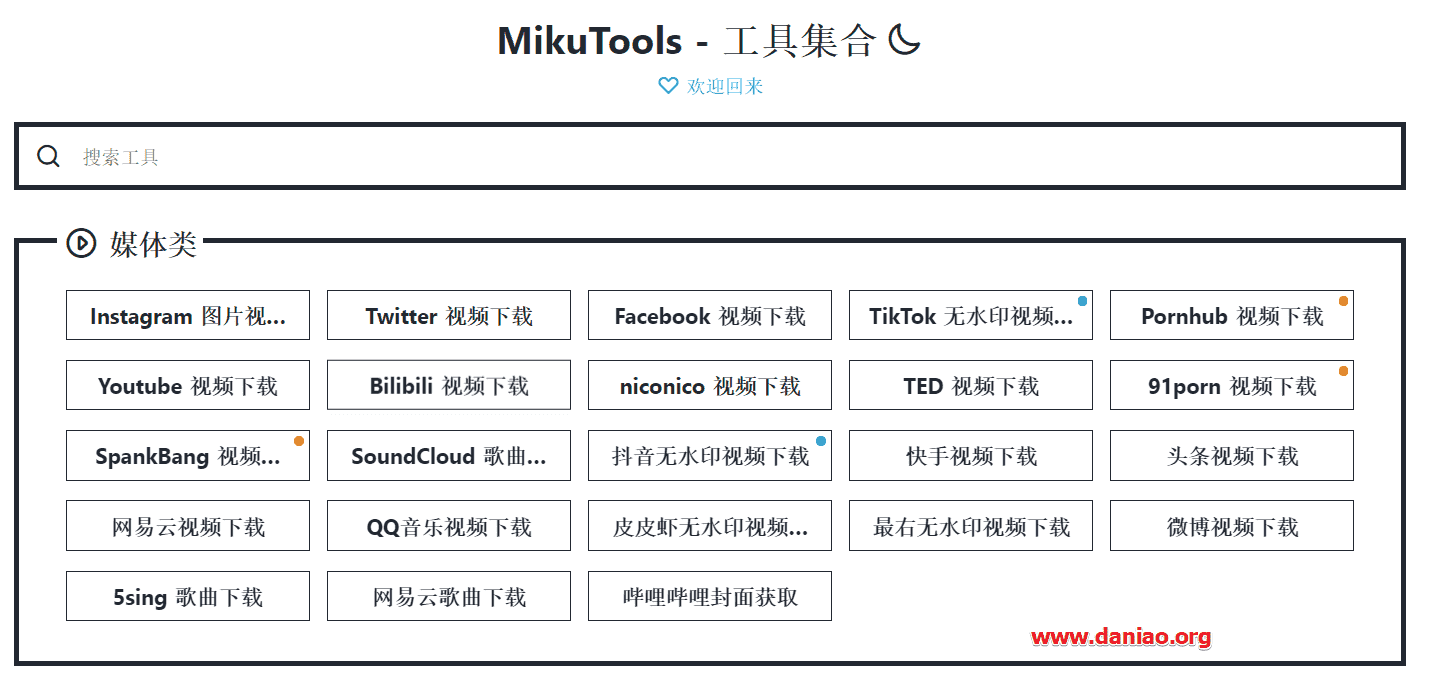 MikuTools - 工具集合
欢迎回来
搜索工具
媒体类
Instagram 图片视...
Twitter 视频下载
Facebook 视频下载
TikTok 无水印视频...
Pornhub 视频下载
Youtube 视频下载
Bilibili 视频下载
niconico 视频下载
TED 视频下载
91porn 视频下载
SpankBang 视频...
SoundCloud 歌曲...
抖音无水印视频下载
快手视频下载
头条视频下载
网易云视频下载
QQ音乐视频下载
皮皮虾无水印视频...
最右无水印视频下载
微博视频下载
5sing 歌曲下载
网易云歌曲下载
哔哩哔哩封面获取
www.daniao.org